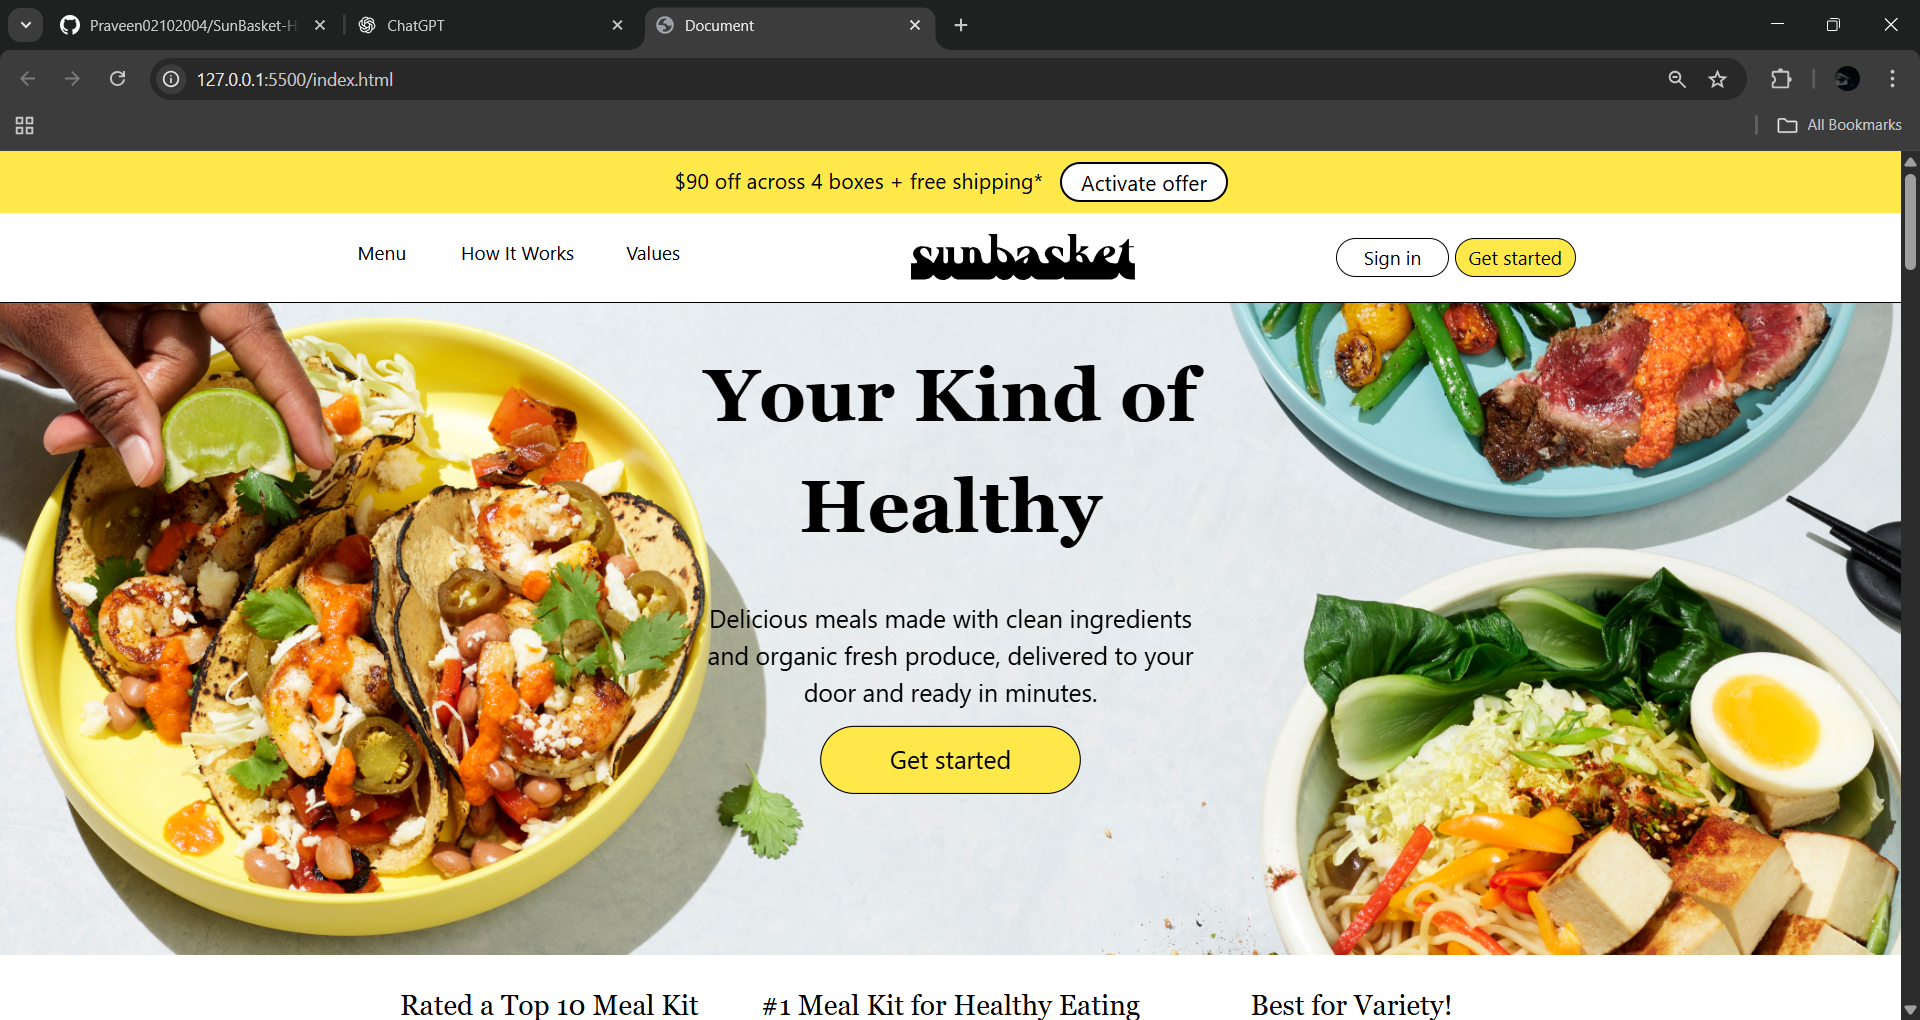 Praveen02102004/SunBasket-H
ChatGPT
Document
127.0.0.1:5500/index.html
All Bookmarks
$90 off across 4 boxes + free shipping*
Activate offer
Menu
How It Works
Values
sunbasket
Sign in
Get started
Your Kind of
Healthy
Delicious meals made with clean ingredients
and organic fresh produce, delivered to your
door and ready in minutes.
Get started
Rated a Top 10 Meal Kit
#1 Meal Kit for Healthy Eating
Best for Variety!